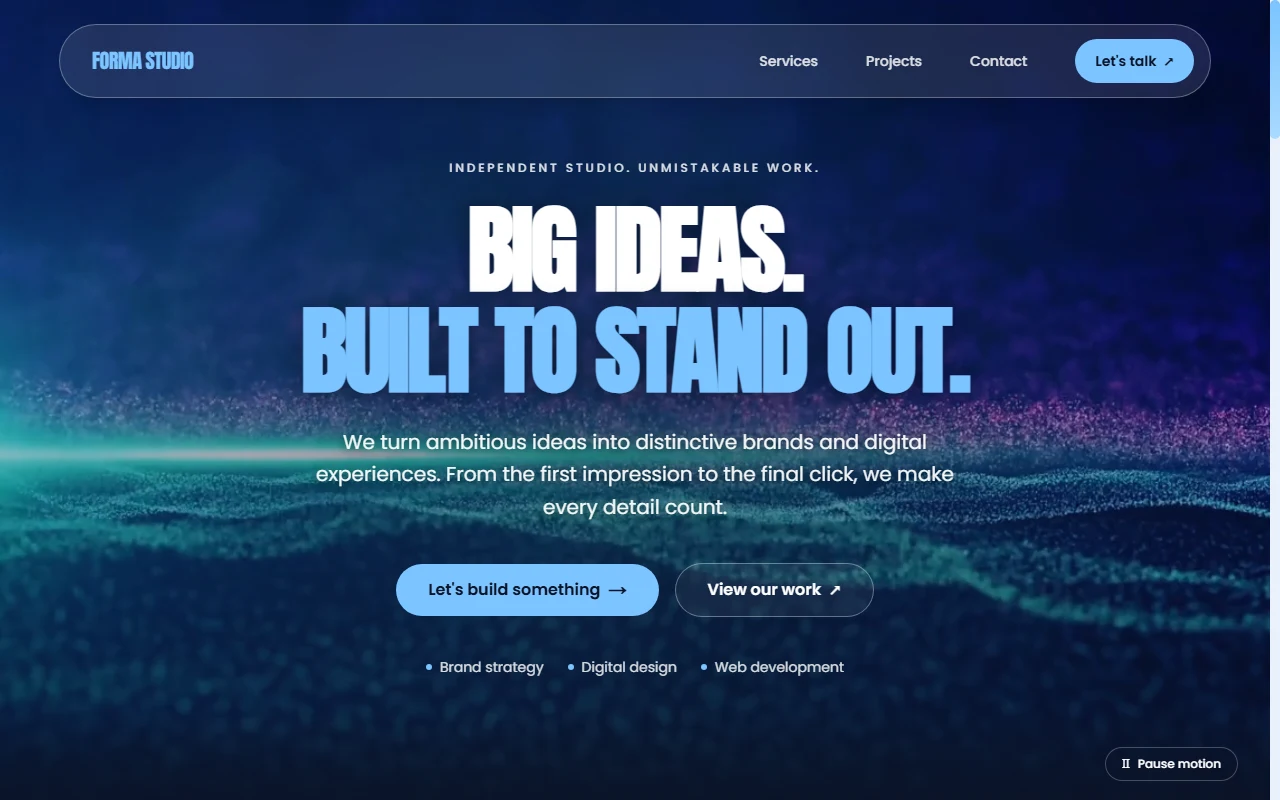 FORMA STUDIO
Services
Projects
Contact
Let's talk ↗
INDEPENDENT STUDIO. UNMISTAKABLE WORK.
BIG IDEAS.
BUILT TO STAND OUT.
We turn ambitious ideas into distinctive brands and digital
experiences. From the first impression to the final click, we make
every detail count.
Let's build something →
View our work ↗
Brand strategy
Digital design
Web development
Pause motion